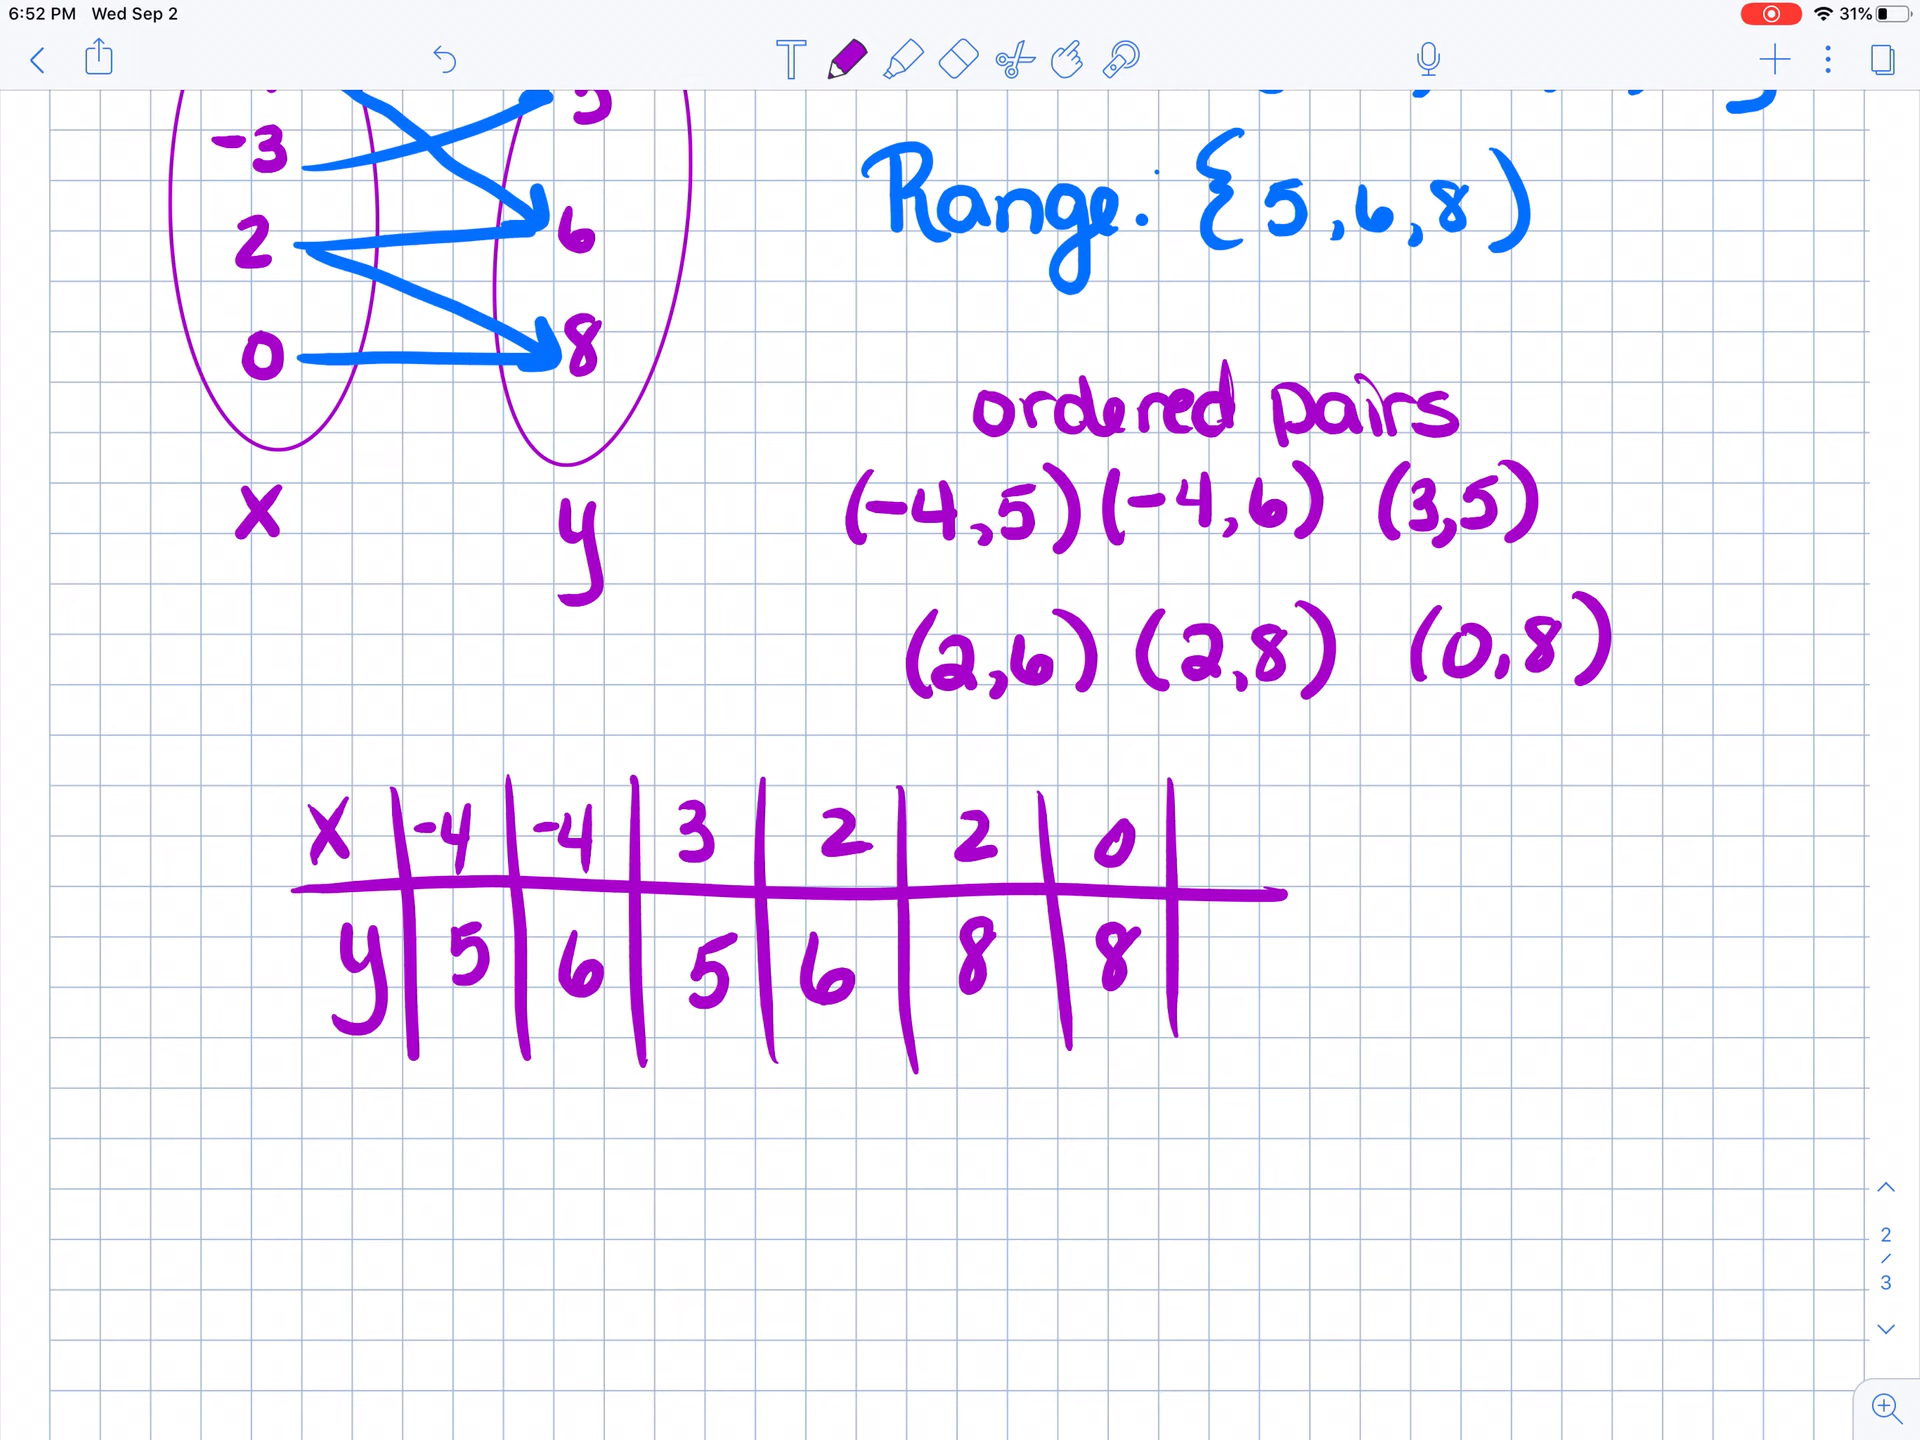 6:52 PM Wed Sep 2 31%
T
5
-3
Range: {5,6,8)
2 6
0 8
ordered pairs
x y (-4,5) (-4,6) (3,5)
(2,6) (2,8) (0,8)
x -4 -4 3 2 2 0
y 5 6 5 6 8 8
2
/
3